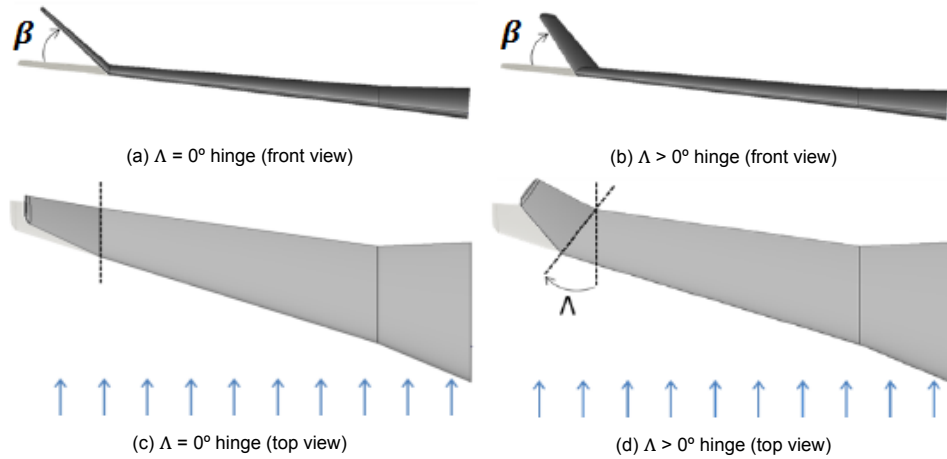 β
β
(a) Λ = 0º hinge (front view)
(b) Λ > 0º hinge (front view)
Λ
(c) Λ = 0º hinge (top view)
(d) Λ > 0º hinge (top view)